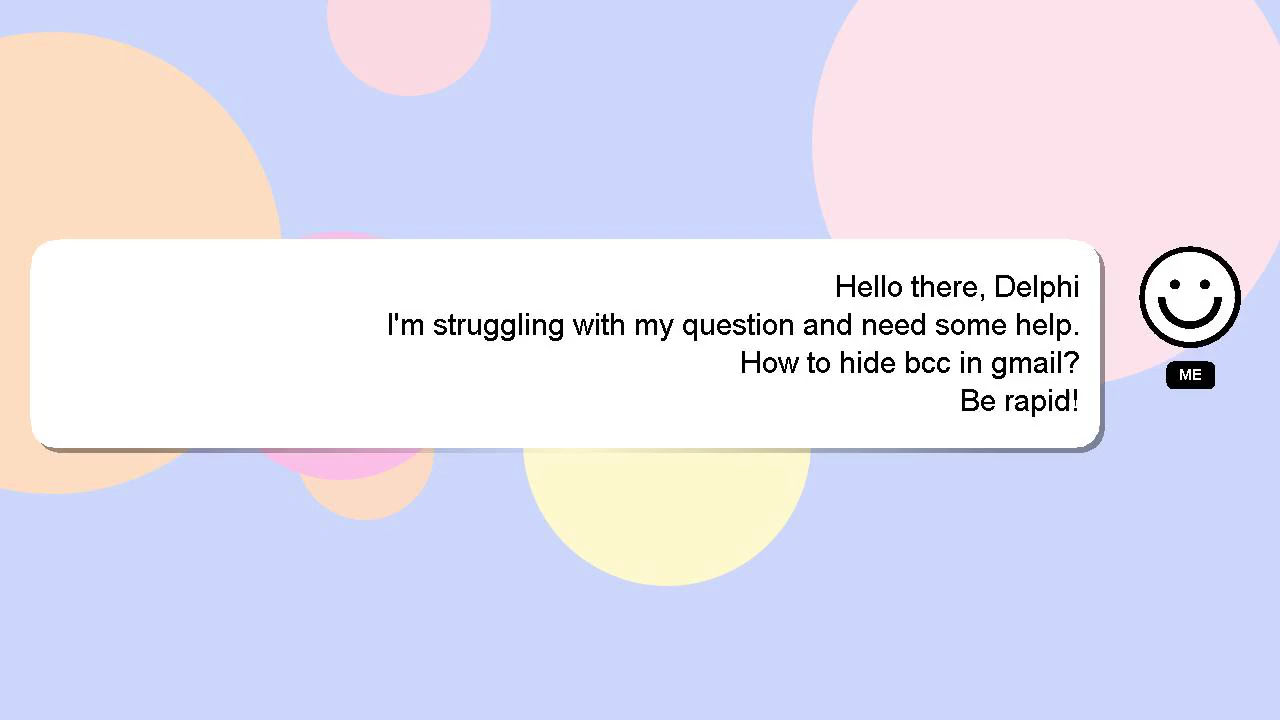 Hello there, Delphi
I'm struggling with my question and need some help.
How to hide bcc in gmail?
Be rapid!
ME